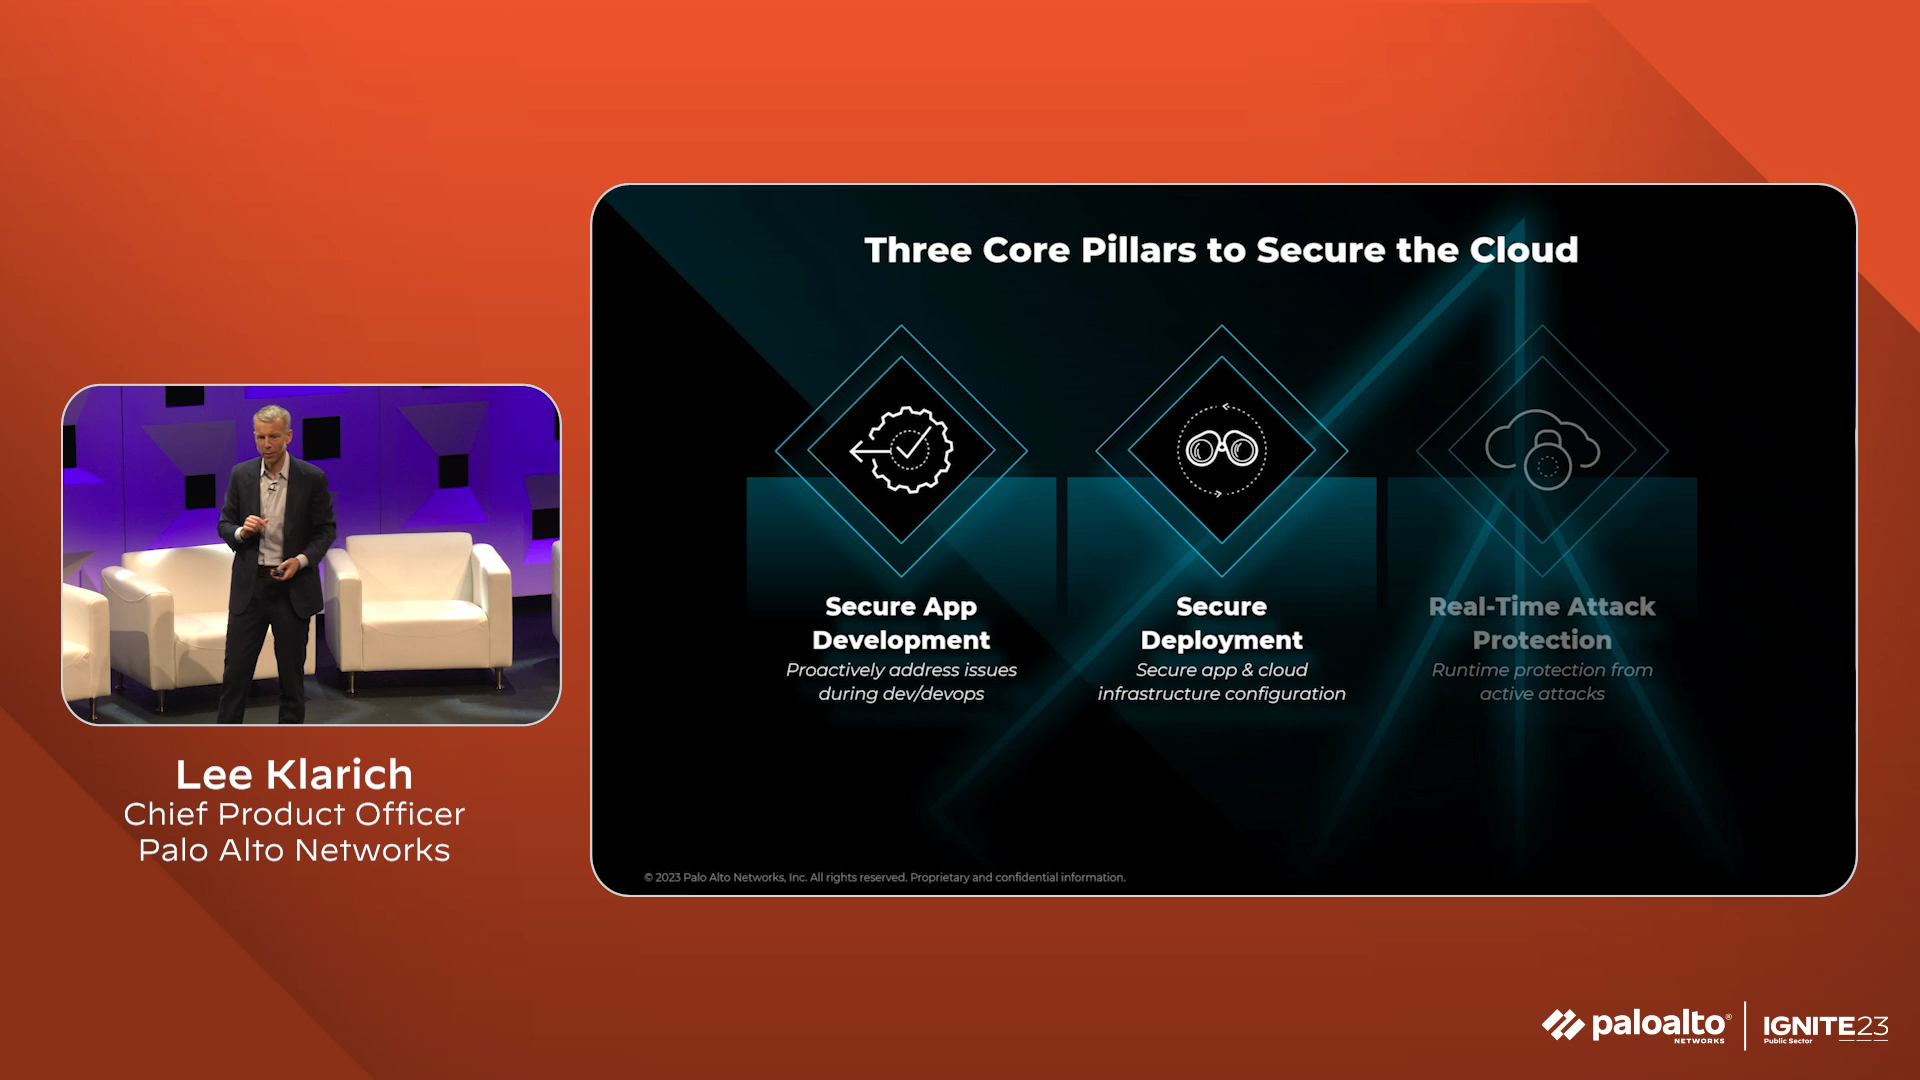 Three Core Pillars to Secure the Cloud
Secure App
Development
Proactively address issues
during dev/devops
Secure
Deployment
Secure app & cloud
infrastructure configuration
Real-Time Attack
Protection
Runtime protection from
active attacks
© 2023 Palo Alto Networks, Inc. All rights reserved. Proprietary and confidential information.
Lee Klarich
Chief Product Officer
Palo Alto Networks
paloalto®
NETWORKS
IGNITE23
Public Sector